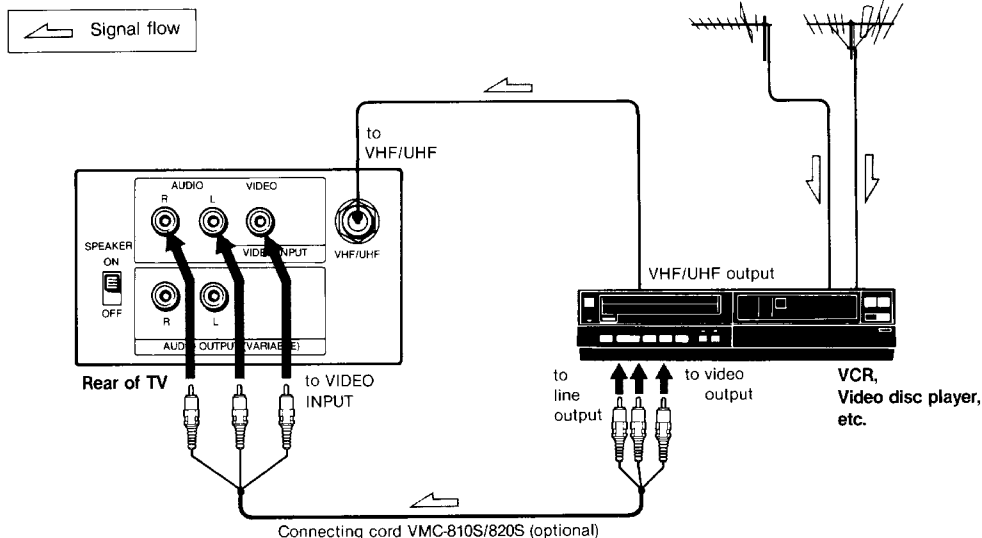 Signal flow
to
VHF/UHF
AUDIO
VIDEO
R
L
VIDEO INPUT
VHF/UHF
SPEAKER
ON
OFF
R
L
AUDIO OUTPUT (VARIABLE)
Rear of TV
to VIDEO
INPUT
VHF/UHF output
to
line
output
to video
output
VCR,
Video disc player,
etc.
Connecting cord VMC-810S/820S (optional)